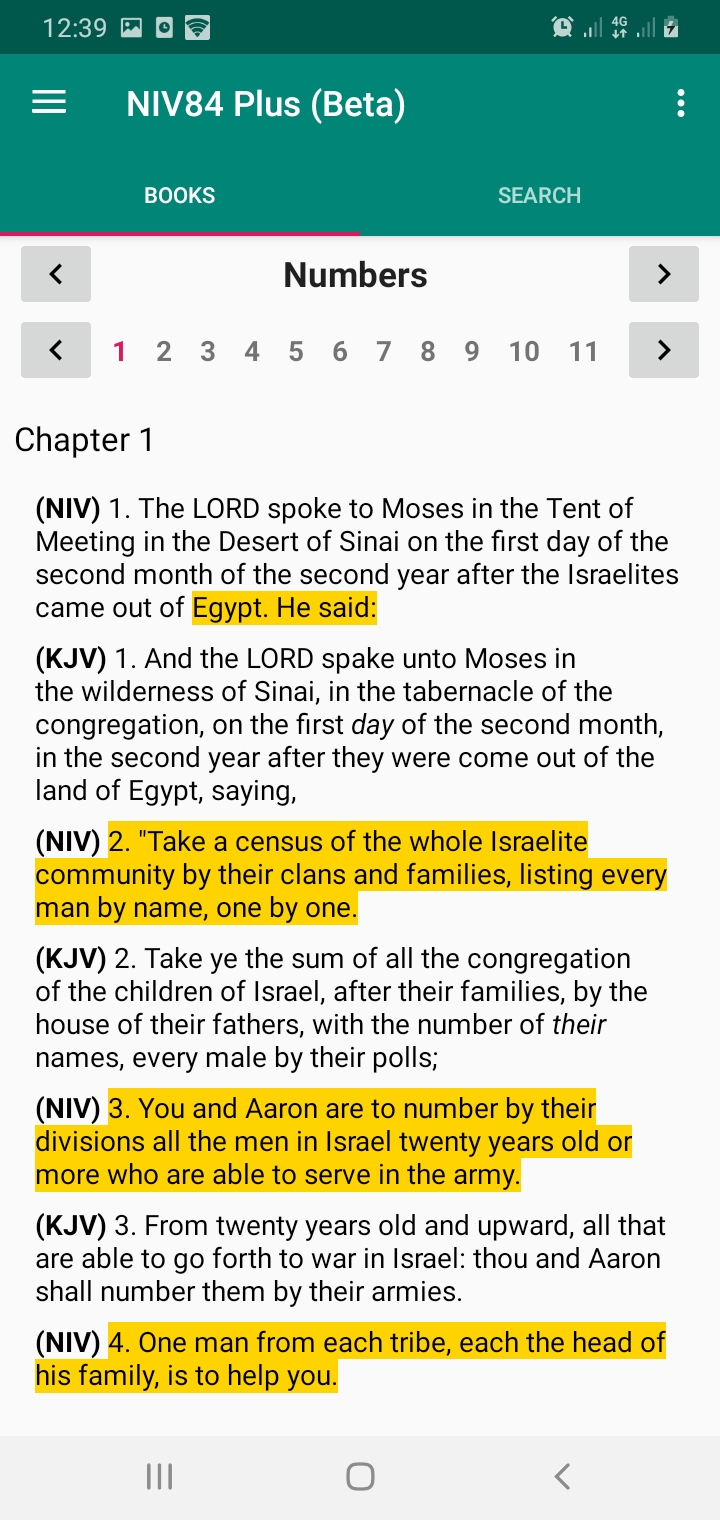 12:39
4G
NIV84 Plus (Beta)
BOOKS SEARCH
Numbers
1 2 3 4 5 6 7 8 9 10 11
Chapter 1
(NIV) 1. The LORD spoke to Moses in the Tent of
Meeting in the Desert of Sinai on the first day of the
second month of the second year after the Israelites
came out of Egypt. He said:
(KJV) 1. And the LORD spake unto Moses in
the wilderness of Sinai, in the tabernacle of the
congregation, on the first day of the second month,
in the second year after they were come out of the
land of Egypt, saying,
(NIV) 2. "Take a census of the whole Israelite
community by their clans and families, listing every
man by name, one by one.
(KJV) 2. Take ye the sum of all the congregation
of the children of Israel, after their families, by the
house of their fathers, with the number of their
names, every male by their polls;
(NIV) 3. You and Aaron are to number by their
divisions all the men in Israel twenty years old or
more who are able to serve in the army.
(KJV) 3. From twenty years old and upward, all that
are able to go forth to war in Israel: thou and Aaron
shall number them by their armies.
(NIV) 4. One man from each tribe, each the head of
his family, is to help you.